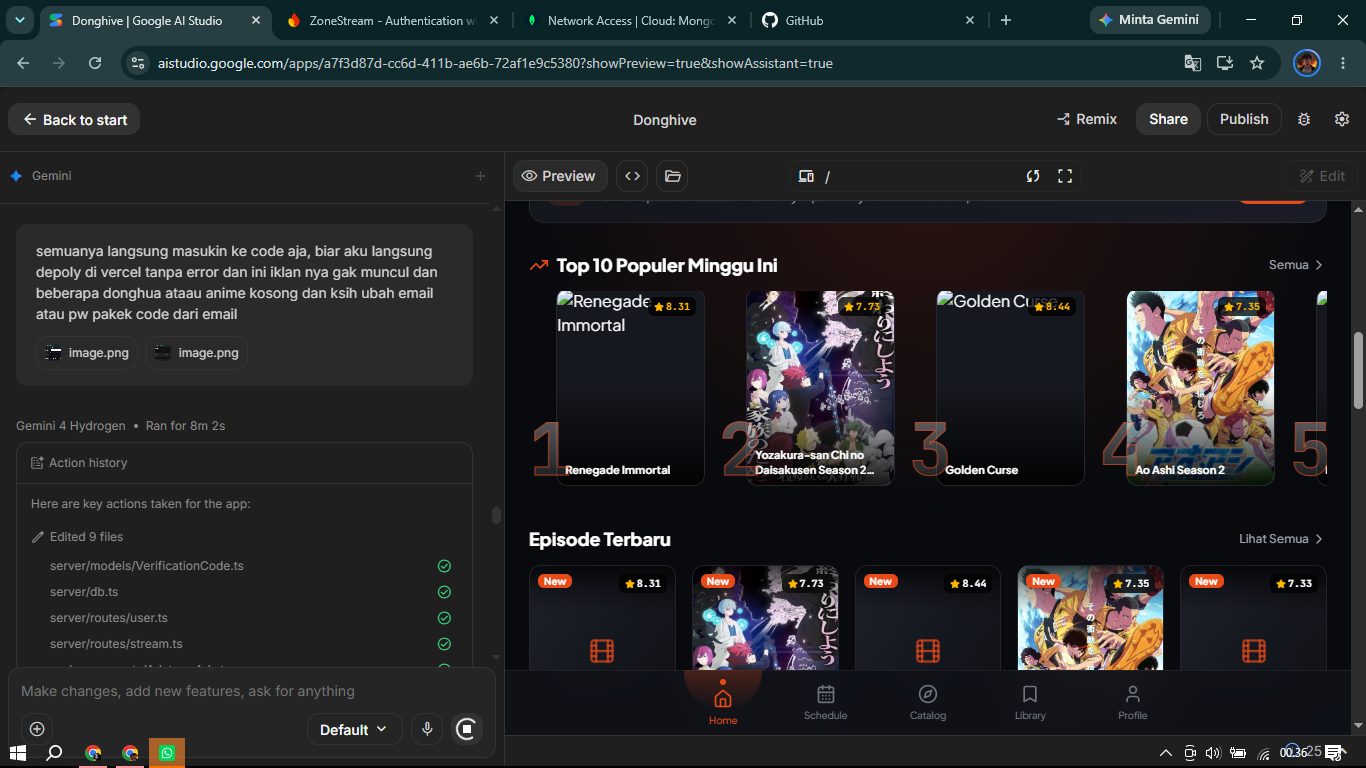 Donghive | Google AI Studio
ZoneStream - Authentication w
Network Access | Cloud: Mong
GitHub
Minta Gemini
aistudio.google.com/apps/a7f3d87d-cc6d-411b-ae6b-72af1e9c5380?showPreview=true&showAssistant=true
Back to start
Donghive
Remix
Share
Publish
Gemini
Preview
/
Edit
semuanya langsung masukin ke code aja, biar aku langsung
depoly di vercel tanpa error dan ini iklan nya gak muncul dan
beberapa donghua ataau anime kosong dan ksih ubah email
atau pw pakek code dari email
image.png
image.png
Gemini 4 Hydrogen • Ran for 8m 2s
Action history
Here are key actions taken for the app:
Edited 9 files
server/models/VerificationCode.ts
server/db.ts
server/routes/user.ts
server/routes/stream.ts
Make changes, add new features, ask for anything
Default
Top 10 Populer Minggu Ini
Semua
Renegade
Immortal
8.31
1
Renegade Immortal
7.73
2
Yozakura-san Chi no
Daisakusen Season 2...
Golden Curse
8.44
3
Golden Curse
7.35
4
Ao Ashi Season 2
5
Episode Terbaru
Lihat Semua
New
8.31
New
7.73
New
8.44
New
7.35
New
7.33
Home
Schedule
Catalog
Library
Profile
00.36
25